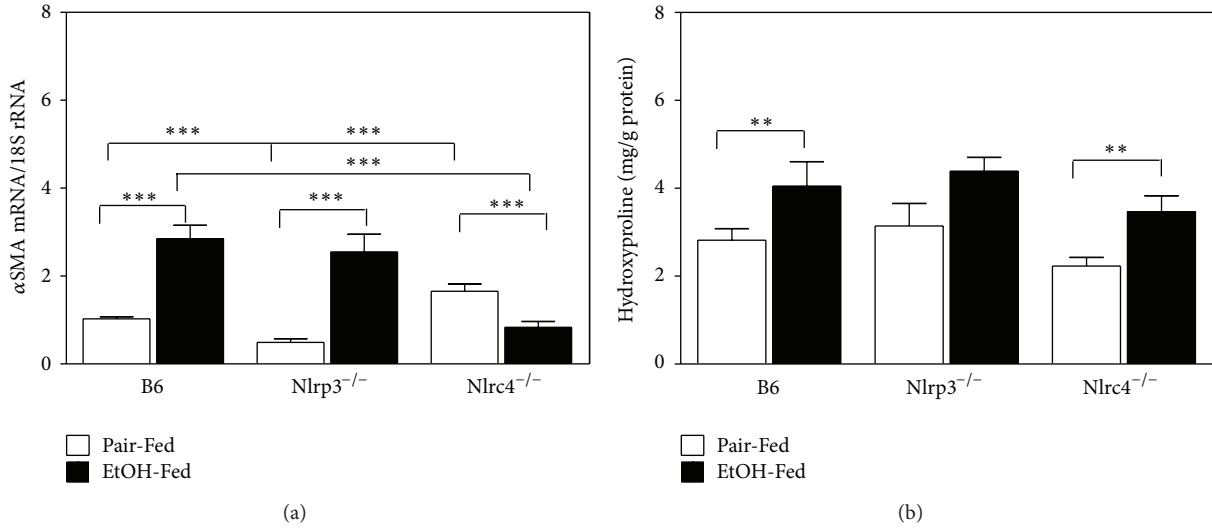 8
6
4
2
0
αSMA mRNA/18S rRNA
***
***
***
***
***
***
B6
Nlrp3−/−
Nlrc4−/−
Pair-Fed
EtOH-Fed
(a)
8
6
4
2
0
Hydroxyproline (mg/g protein)
**
**
B6
Nlrp3−/−
Nlrc4−/−
Pair-Fed
EtOH-Fed
(b)